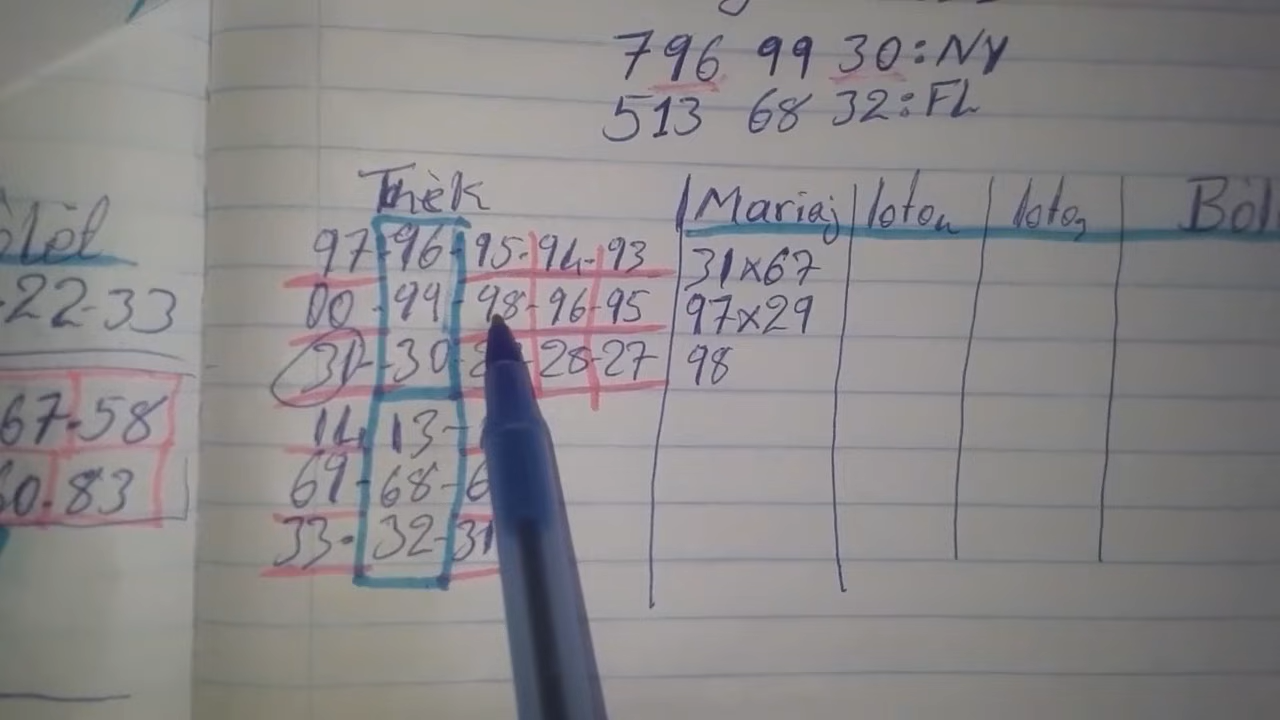 796 99 30:NY
513 68 32:FL
Thèk
Mariaj loto loto Bòl
22-33
97-96-95-94-93 31x67
00-99-98-96-95 97x29
31-30- 28-27 98
67-58
14 13-
69-68-6
83
33-32-31